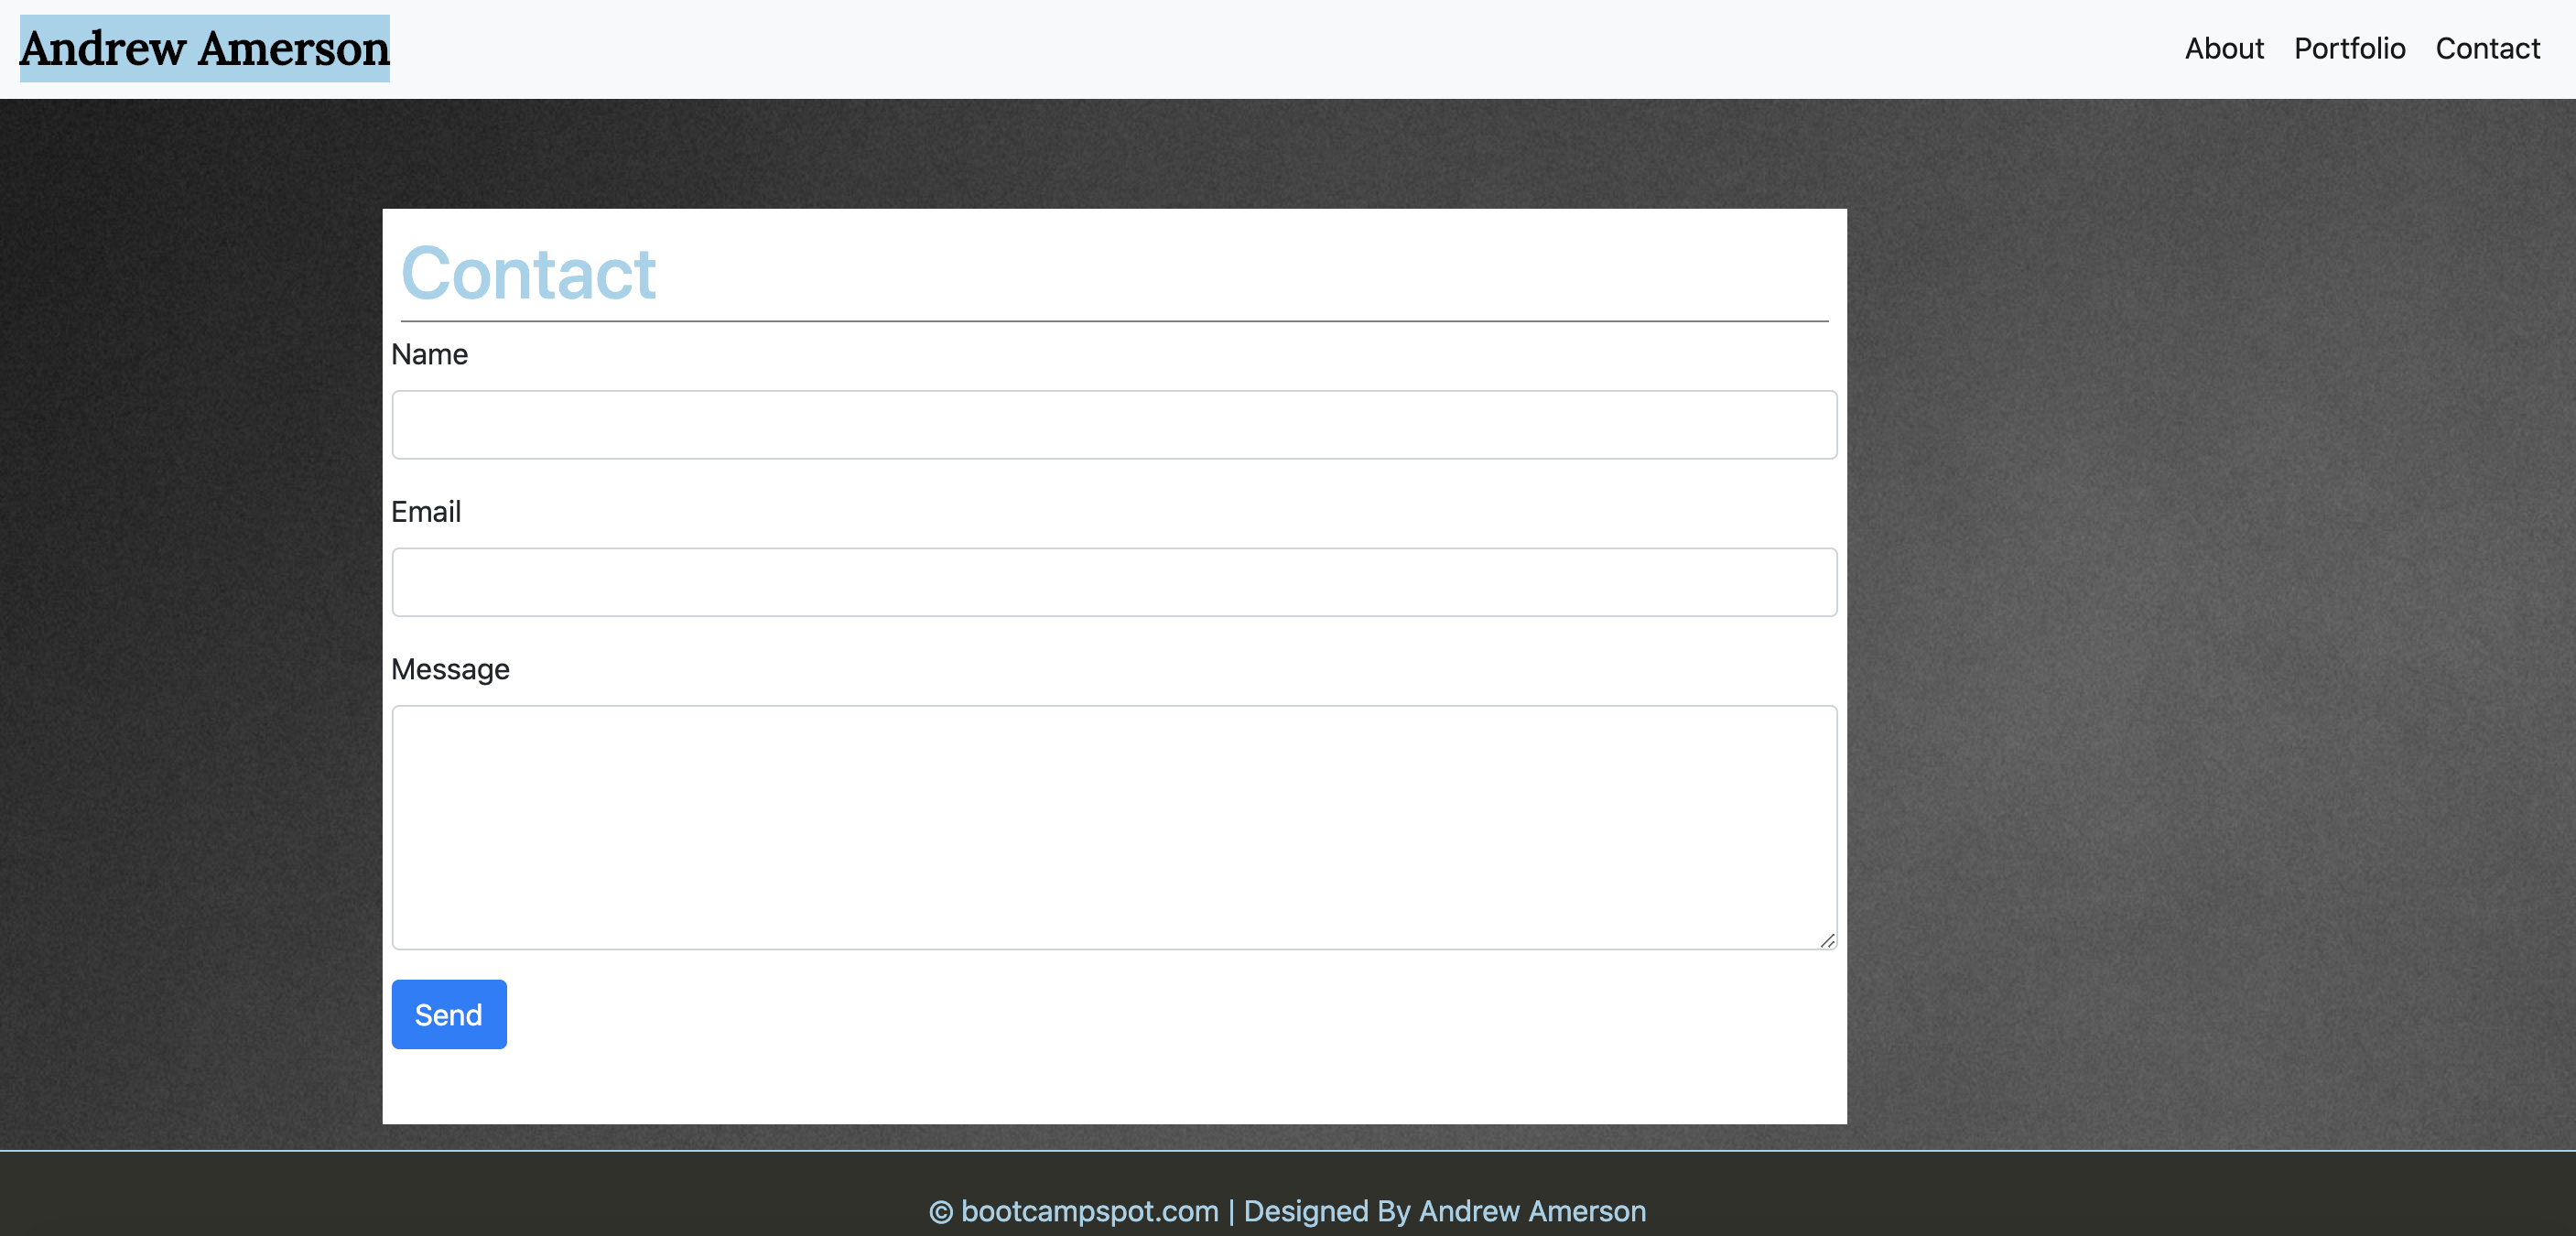 Andrew Amerson
About Portfolio Contact
Contact
Name
Email
Message
Send
© bootcampspot.com | Designed By Andrew Amerson